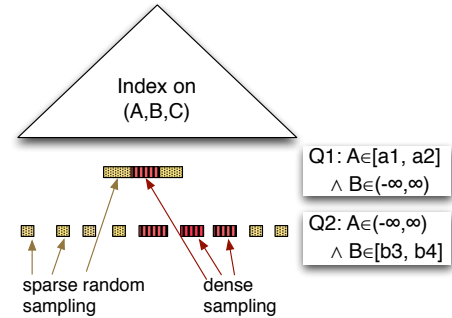 Index on
(A,B,C)
Q1: A∈[a1, a2]
∧ B∈(-∞,∞)
Q2: A∈(-∞,∞)
∧ B∈[b3, b4]
sparse random
sampling
dense
sampling